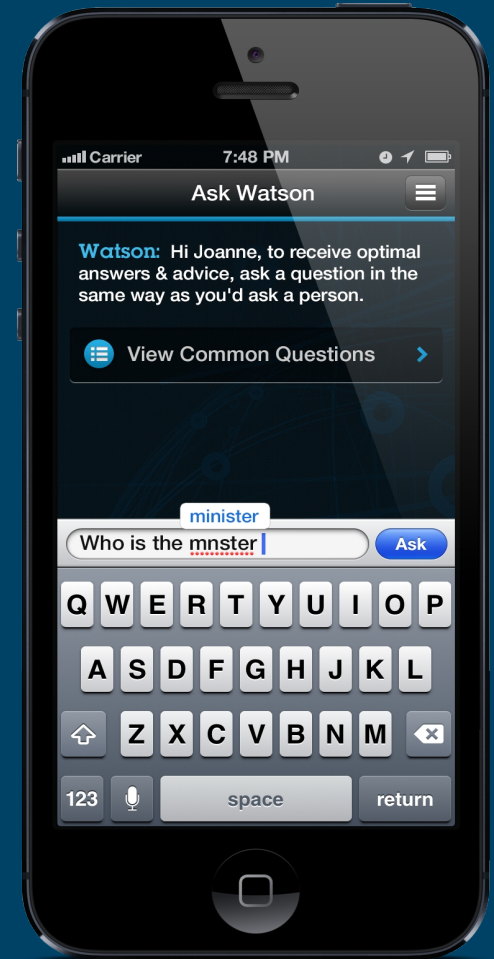 Carrier 7:48 PM
Ask Watson
Watson: Hi Joanne, to receive optimal
answers & advice, ask a question in the
same way as you'd ask a person.
View Common Questions
minister
Who is the mnster
Ask
Q W E R T Y U I O P
A S D F G H J K L
Z X C V B N M
123 space return